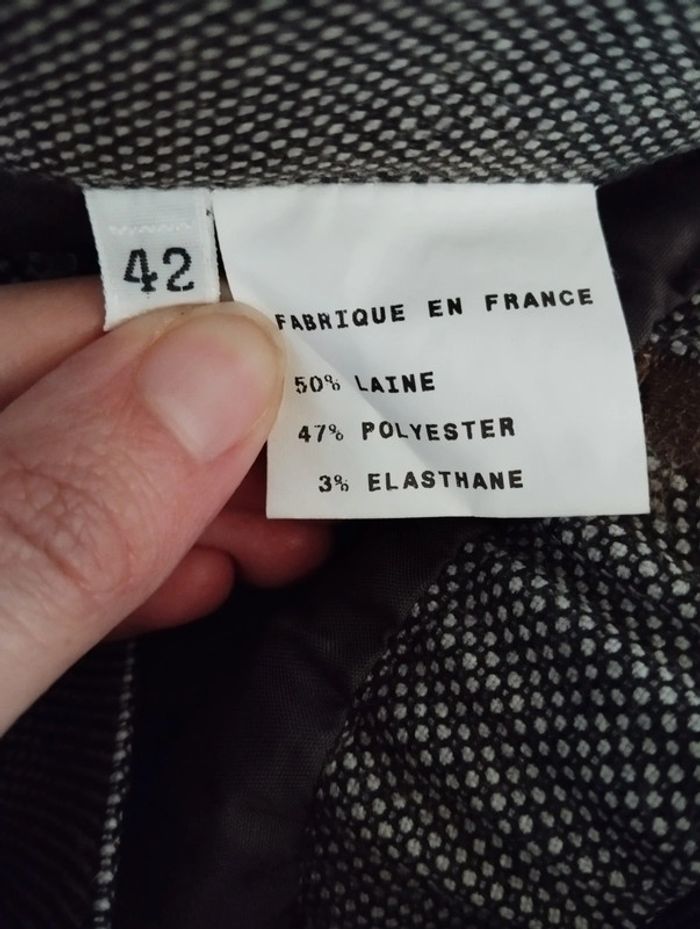 42
FABRIQUE EN FRANCE
50% LAINE
47% POLYESTER
3% ELASTHANE